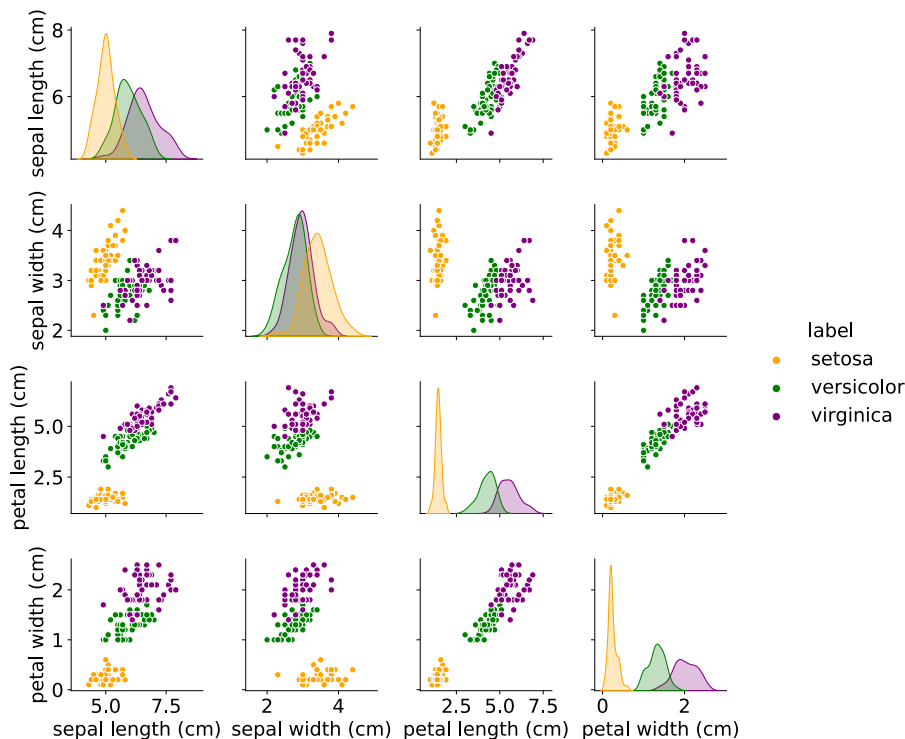 sepal length (cm)
8
6
sepal width (cm)
4
3
2
petal length (cm)
5.0
2.5
petal width (cm)
2
1
0
5.0 7.5
sepal length (cm)
2 4
sepal width (cm)
2.5 5.0 7.5
petal length (cm)
0 2
petal width (cm)
label
setosa
versicolor
virginica